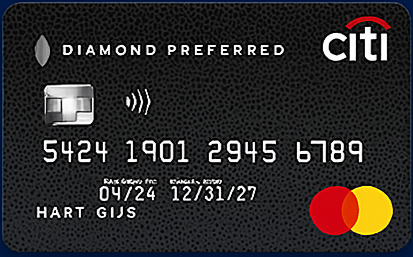 DIAMOND PREFERRED
citi
5424 1901 2945 6789
04/24 12/31/27
HART GIJS